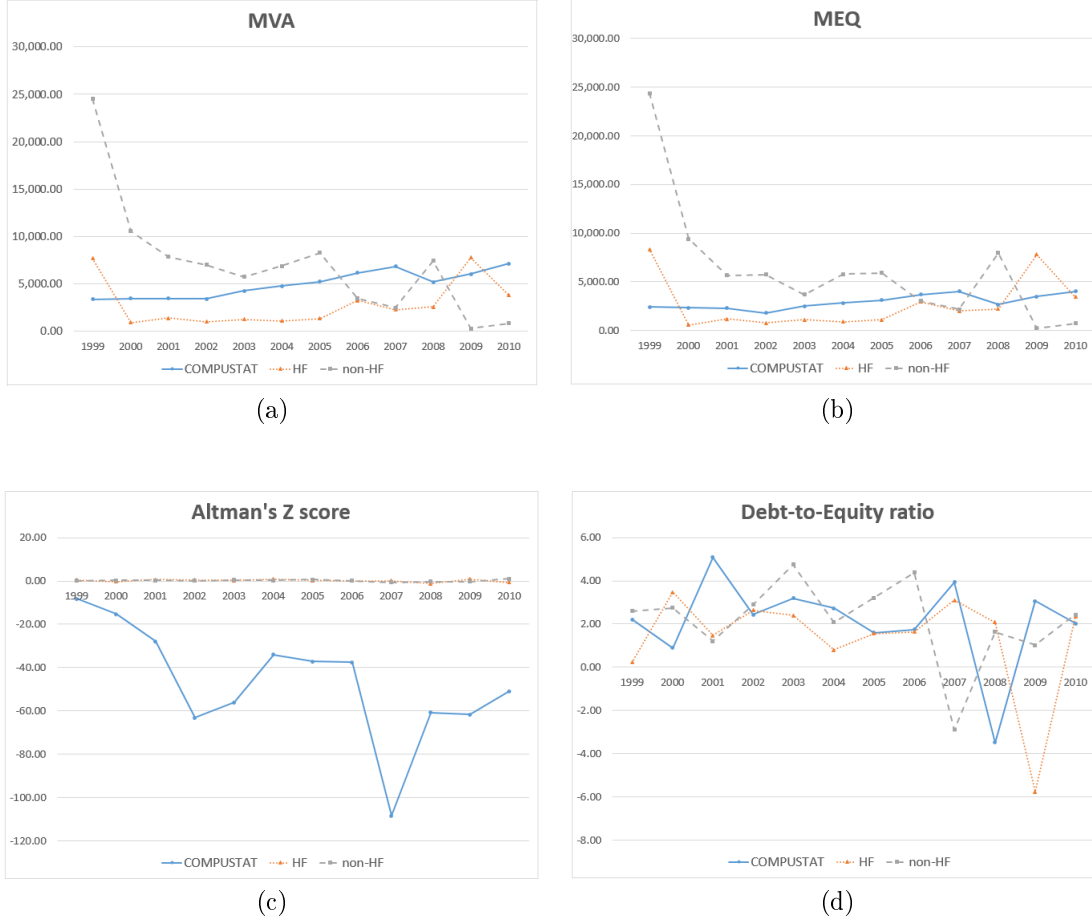 MVA
30,000.00
25,000.00
20,000.00
15,000.00
10,000.00
5,000.00
0.00
1999 2000 2001 2002 2003 2004 2005 2006 2007 2008 2009 2010
COMPUSTAT HF non-HF
(a)
MEQ
30,000.00
25,000.00
20,000.00
15,000.00
10,000.00
5,000.00
0.00
1999 2000 2001 2002 2003 2004 2005 2006 2007 2008 2009 2010
COMPUSTAT HF non-HF
(b)
Altman's Z score
20.00
0.00
1999 2000 2001 2002 2003 2004 2005 2006 2007 2008 2009 2010
-20.00
-40.00
-60.00
-80.00
-100.00
-120.00
COMPUSTAT HF non-HF
(c)
Debt-to-Equity ratio
6.00
4.00
2.00
0.00
1999 2000 2001 2002 2003 2004 2005 2006 2007 2008 2009 2010
-2.00
-4.00
-6.00
-8.00
COMPUSTAT HF non-HF
(d)